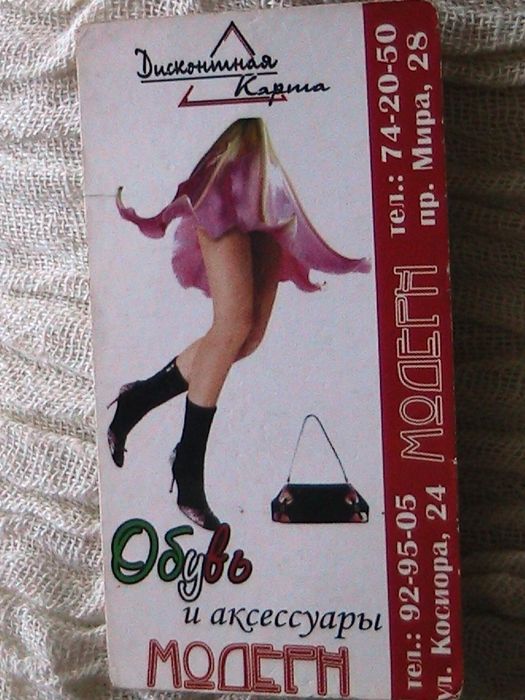 Дисконтная
Карта
Обувь
и аксессуары
МОДЕРН
тел.: 74-20-50
пр. Мира, 28
МОДЕРН
тел.: 92-95-05
ул. Косиора, 24